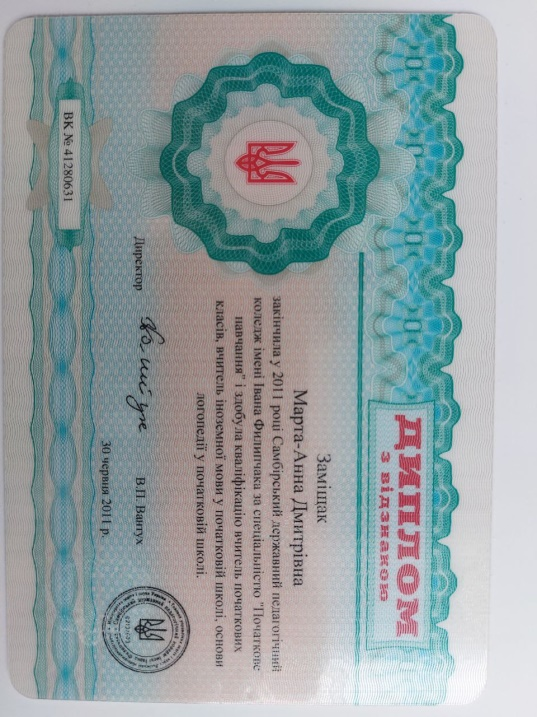 ДИПЛОМ
з відзнакою
Заміщак
Марта-Анна Дмитрівна
закінчила у 2011 році Самбірський державний педагогічний
коледж імені Івана Филипчака за спеціальністю "Початкове
навчання" і здобула кваліфікацію вчитель початкових
класів, вчитель іноземної мови у початковій школі, основи
логопедії у початковій школі.
Директор
В.П. Вантух
30 червня 2011 р.
ВК № 41280631